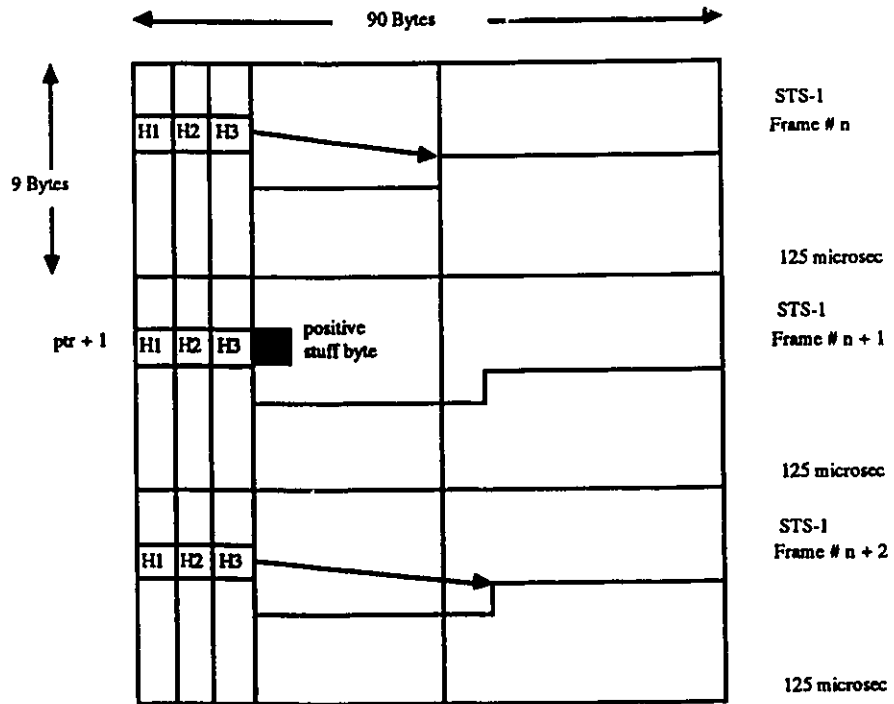 90 Bytes
STS-1
Frame # n
H1 H2 H3
9 Bytes
125 microsec
STS-1
Frame # n + 1
positive
stuff byte
ptr + 1
H1 H2 H3
125 microsec
STS-1
Frame # n + 2
H1 H2 H3
125 microsec